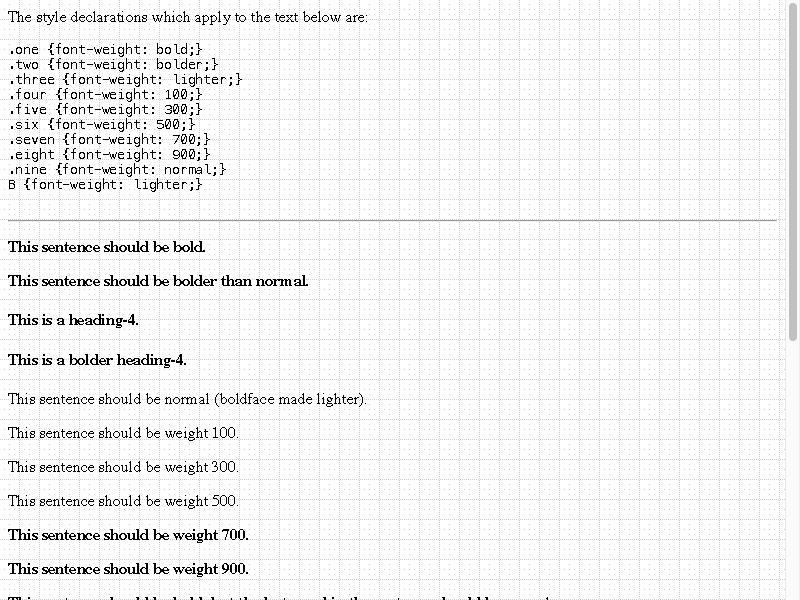 The style declarations which apply to the text below are:
.one {font-weight: bold;}
.two {font-weight: bolder;}
.three {font-weight: lighter;}
.four {font-weight: 100;}
.five {font-weight: 300;}
.six {font-weight: 500;}
.seven {font-weight: 700;}
.eight {font-weight: 900;}
.nine {font-weight: normal;}
B {font-weight: lighter;}
This sentence should be bold.
This sentence should be bolder than normal.
This is a heading-4.
This is a bolder heading-4.
This sentence should be normal (boldface made lighter).
This sentence should be weight 100.
This sentence should be weight 300.
This sentence should be weight 500.
This sentence should be weight 700.
This sentence should be weight 900.